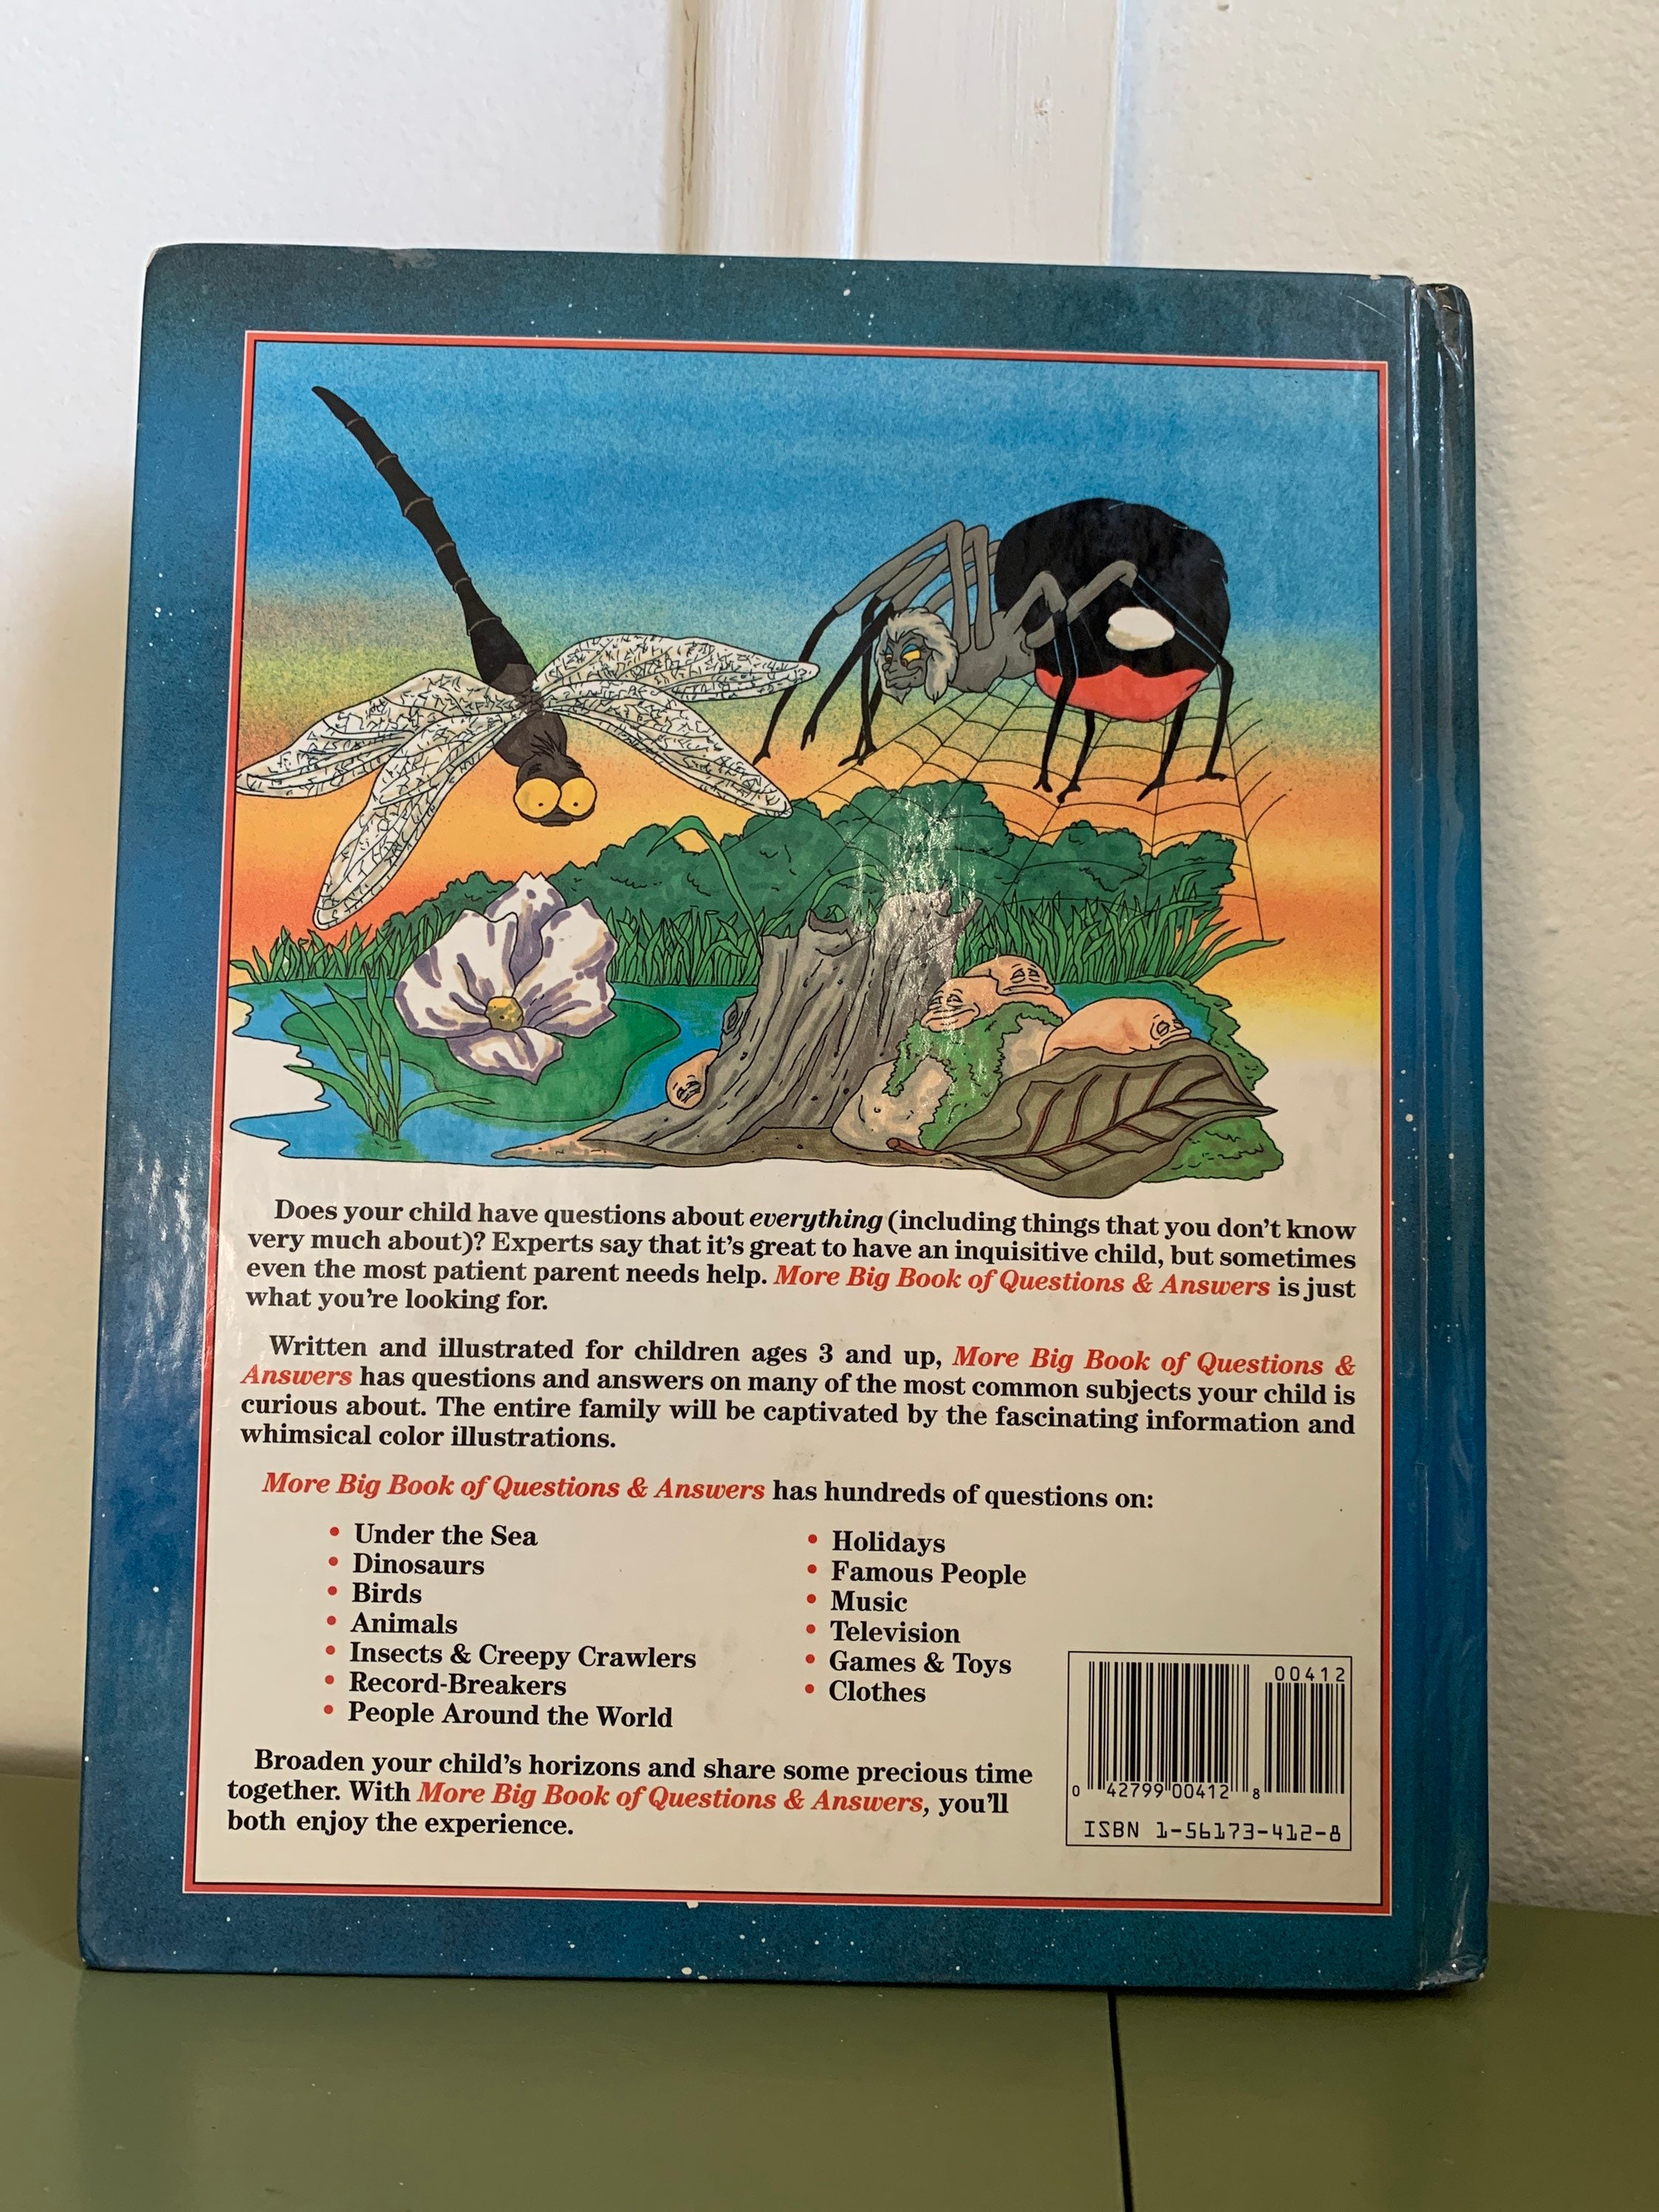 Does your child have questions about everything (including things that you don't know
very much about)? Experts say that it's great to have an inquisitive child, but sometimes
even the most patient parent needs help. More Big Book of Questions & Answers is just
what you're looking for.
Written and illustrated for children ages 3 and up, More Big Book of Questions &
Answers has questions and answers on many of the most common subjects your child is
curious about. The entire family will be captivated by the fascinating information and
whimsical color illustrations.
More Big Book of Questions & Answers has hundreds of questions on:
• Under the Sea
• Dinosaurs
• Birds
• Animals
• Insects & Creepy Crawlers
• Record-Breakers
• People Around the World
• Holidays
• Famous People
• Music
• Television
• Games & Toys
• Clothes
Broaden your child's horizons and share some precious time
together. With More Big Book of Questions & Answers, you'll
both enjoy the experience.
00412
0 42799 00412 8
ISBN 1-56173-412-8